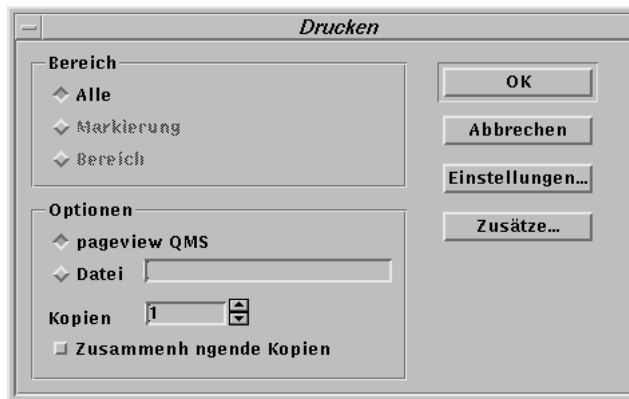 Drucken
Bereich
Alle
Markierung
Bereich
Optionen
pageview QMS
Datei
Kopien 1
Zusammenh ngende Kopien
OK
Abbrechen
Einstellungen...
Zusätze...